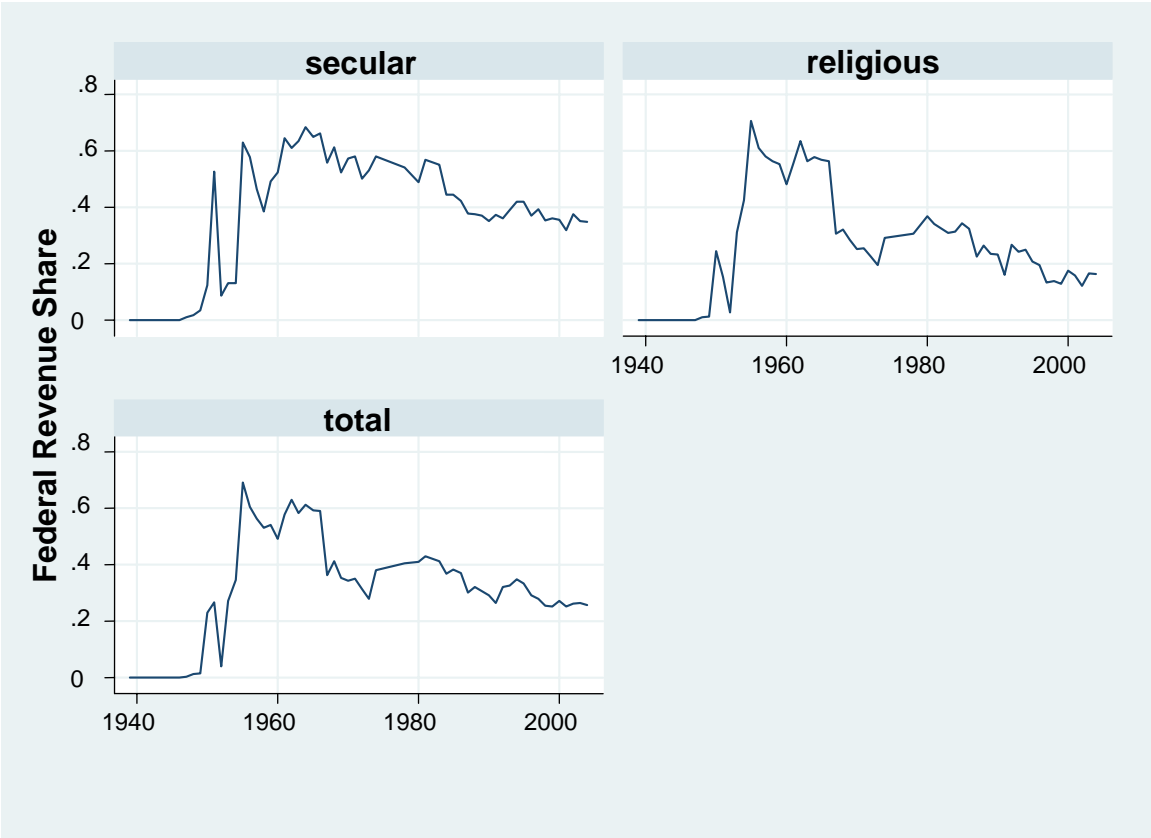 secular
religious
.8
.6
.4
.2
0
1940 1960 1980 2000
total
.8
.6
.4
.2
0
1940 1960 1980 2000
Federal Revenue Share